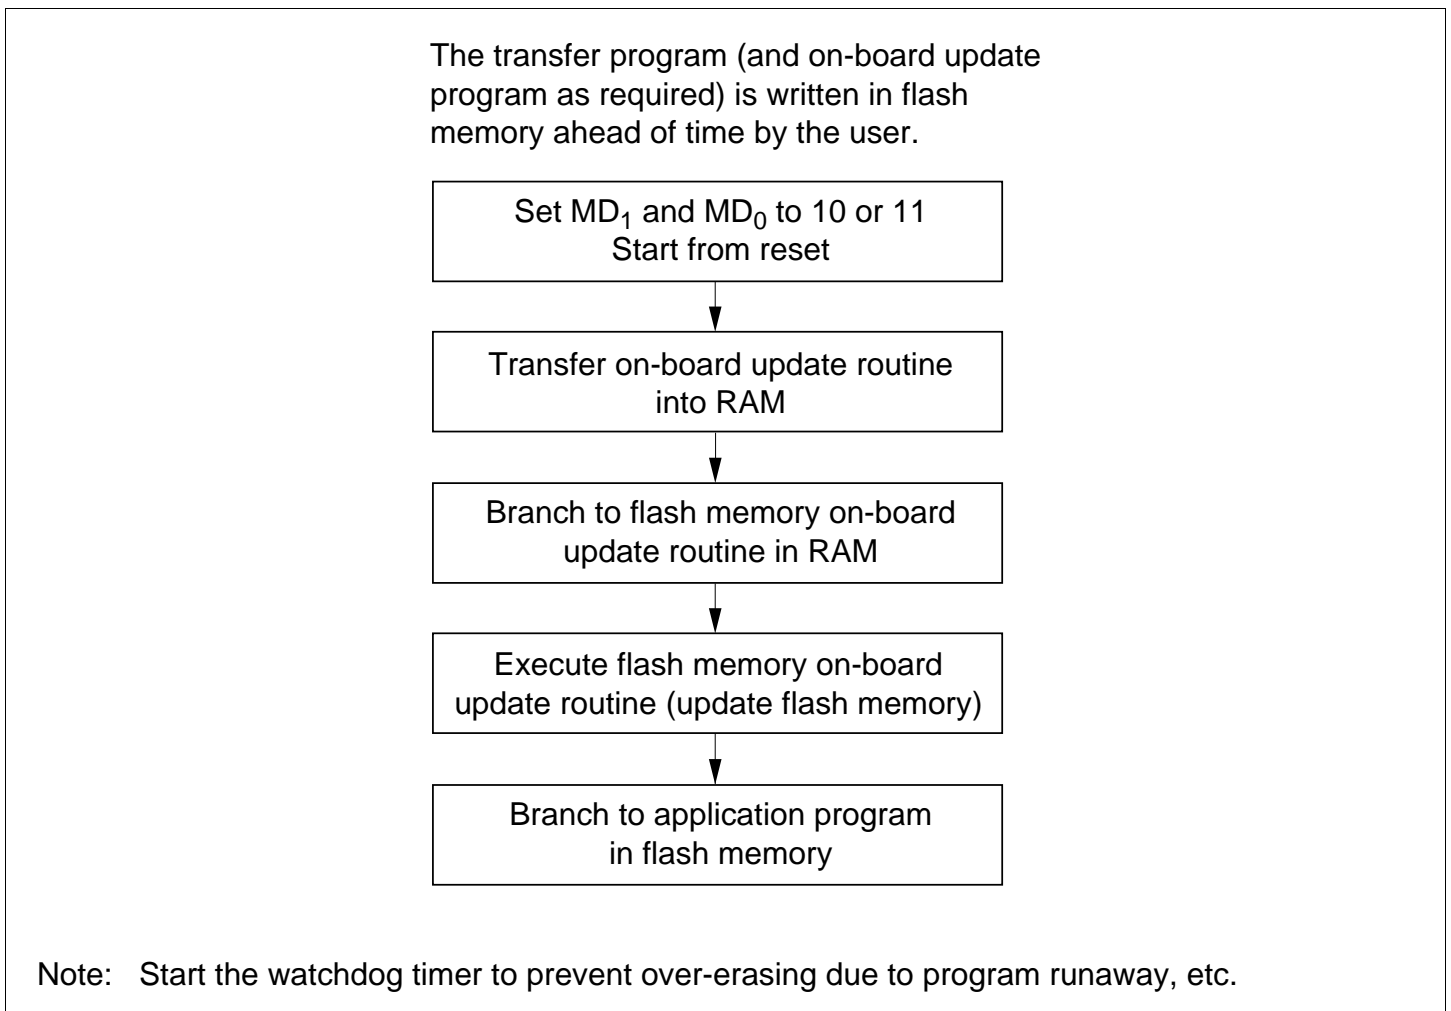 The transfer program (and on-board update
program as required) is written in flash
memory ahead of time by the user.
Set MD₁ and MD₀ to 10 or 11
Start from reset
Transfer on-board update routine
into RAM
Branch to flash memory on-board
update routine in RAM
Execute flash memory on-board
update routine (update flash memory)
Branch to application program
in flash memory
Note: Start the watchdog timer to prevent over-erasing due to program runaway, etc.